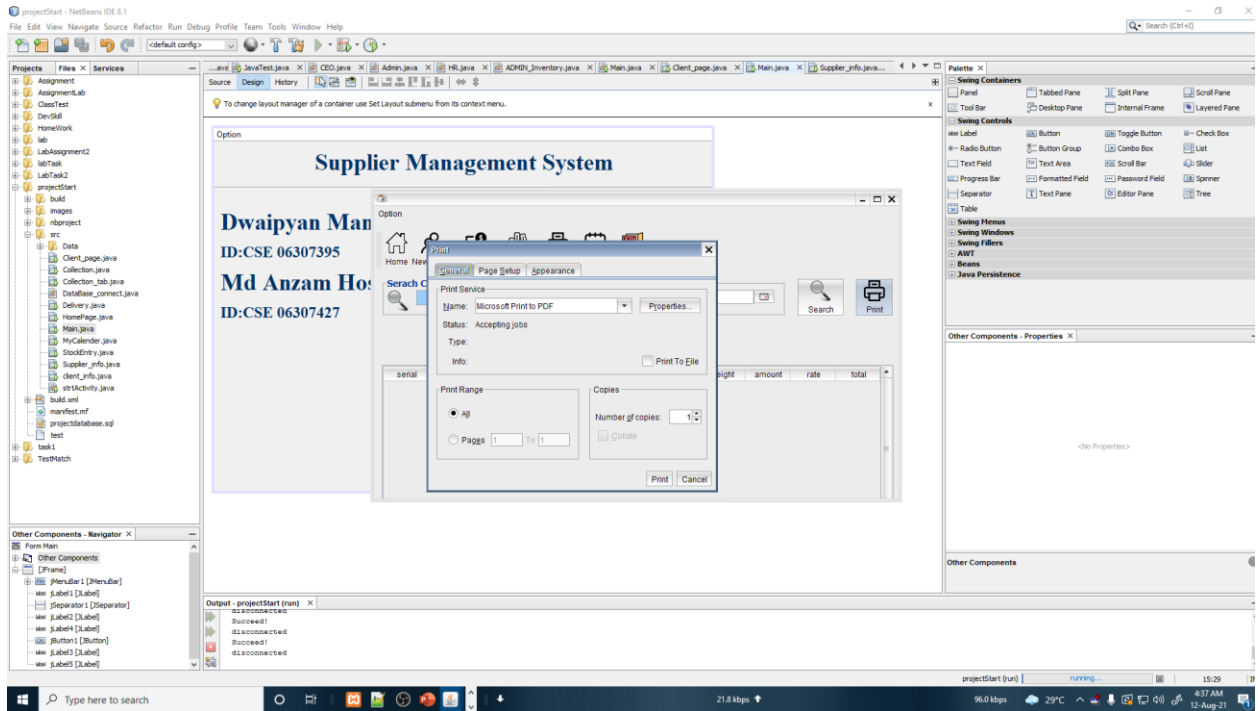 projectStart - NetBeans IDE 8.1
File Edit View Navigate Source Refactor Run Debug Profile Team Tools Window Help
Search (Ctrl+I)
<default config>
Projects Files Services
...ave JavaTest.java CEO.java Admin.java HR.java ADMIN_Inventory.java Main.java Client_page.java Main.java Supplier_info.java...
Source Design History
To change layout manager of a container use Set Layout submenu from its context menu.
Assignment
AssignmentLab
ClassTest
DevSkill
HomeWork
lab
LabAssignment2
labTask
LabTask2
projectStart
build
images
nbproject
src
Data
Client_page.java
Collection.java
Collection_tab.java
DataBase_connect.java
Delivery.java
HomePage.java
Main.java
MyCalender.java
StockEntry.java
Supplier_info.java
client_info.java
strtActivity.java
build.xml
manifest.mf
projectdatabase.sql
test
task1
TestMatch
Option
Supplier Management System
Dwaipyan Man
ID:CSE 06307395
Md Anzam Hos
ID:CSE 06307427
Option
Home New
Serach C
Search
Print
serial
eight amount rate total
Print
General Page Setup Appearance
Print Service
Name: Microsoft Print to PDF Properties...
Status: Accepting jobs
Type:
Info:
Print To File
Print Range
All
Pages 1 To 1
Copies
Number of copies: 1
Collate
Print Cancel
Palette
Swing Containers
Panel Tabbed Pane Split Pane Scroll Pane
Tool Bar Desktop Pane Internal Frame Layered Pane
Swing Controls
label Label Button Toggle Button Check Box
Radio Button Button Group Combo Box List
Text Field Text Area Scroll Bar Slider
Progress Bar Formatted Field Password Field Spinner
Separator Text Pane Editor Pane Tree
Table
Swing Menus
Swing Windows
Swing Fillers
AWT
Beans
Java Persistence
Other Components - Properties
<No Properties>
Other Components
Other Components - Navigator
Form Main
Other Components
[JFrame]
jMenuBar1 [JMenuBar]
jLabel1 [JLabel]
jSeparator1 [JSeparator]
jLabel2 [JLabel]
jLabel4 [JLabel]
jButton1 [JButton]
jLabel3 [JLabel]
jLabel5 [JLabel]
Output - projectStart (run)
disconnected
Succeed!
disconnected
Succeed!
disconnected
projectStart (run) running... 15:29
Type here to search
21.8 kbps
96.0 kbps
29°C
4:37 AM
12-Aug-21